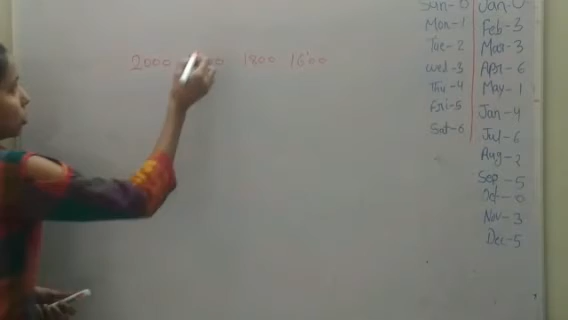 2000 1800 1600
Sun-0
Mon-1
Tue-2
Wed-3
Thu-4
Fri-5
Sat-6
Jan-0
Feb-3
Mar-3
Apr-6
May-1
Jan-4
Jul-6
Aug-2
Sep-5
Oct-0
Nov-3
Dec-5